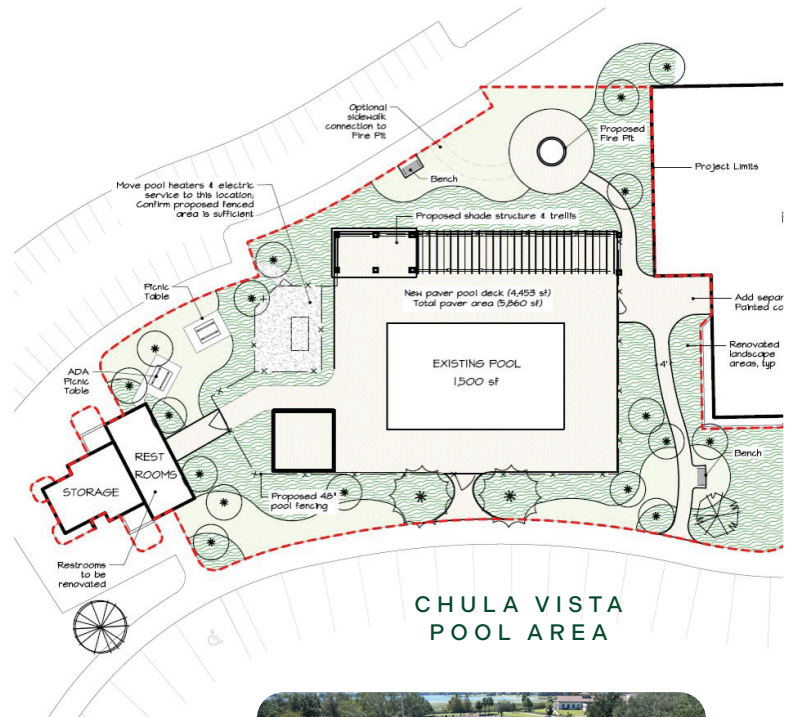 Optional
sidewalk
connection to
Fire Pit
Proposed
Fire Pit
Project Limits
Bench
Move pool heaters & electric
service to this location;
Confirm proposed fenced
area is sufficient
Proposed shade structure & trellis
Picnic
Table
New paver pool deck (4,453 sf)
Total paver area (5,860 sf)
Add separ
Painted co
Renovated
landscape
areas, typ
EXISTING POOL
1,500 sf
4'
ADA
Picnic
Table
REST
ROOMS
STORAGE
Bench
Proposed 48"
pool fencing
Restrooms
to be
renovated
CHULA VISTA
POOL AREA